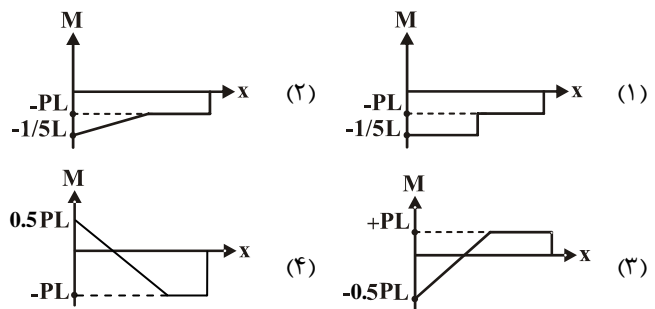 M
x
-PL
-1/5L
(۲)
M
x
-PL
-1/5L
(۱)
M
0.5PL
x
-PL
(۴)
M
+PL
x
-0.5PL
(۳)